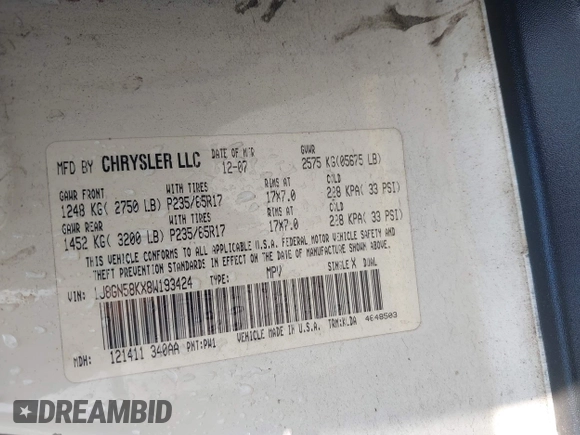 MFD BY CHRYSLER LLC DATE OF MFR 12-07 GVWR 2575 KG(05675 LB)
GAWR FRONT WITH TIRES RIMS AT COLD
1248 KG( 2750 LB) P235/65R17 17X7.0 228 KPA( 33 PSI)
GAWR REAR WITH TIRES RIMS AT COLD
1452 KG( 3200 LB) P235/65R17 17X7.0 228 KPA( 33 PSI)
THIS VEHICLE CONFORMS TO ALL APPLICABLE U.S.A. FEDERAL MOTOR VEHICLE SAFETY AND
THEFT PREVENTION STANDARDS IN EFFECT ON THE DATE OF MANUFACTURE SHOWN ABOVE.
VIN: 1J8GN58KX8W193424 TYPE: MPV SINGLE X DUAL
MDH: 121411 340AA PNT:PW1 VEHICLE MADE IN U.S.A. TRM:KLDA 4648503
DREAMBID